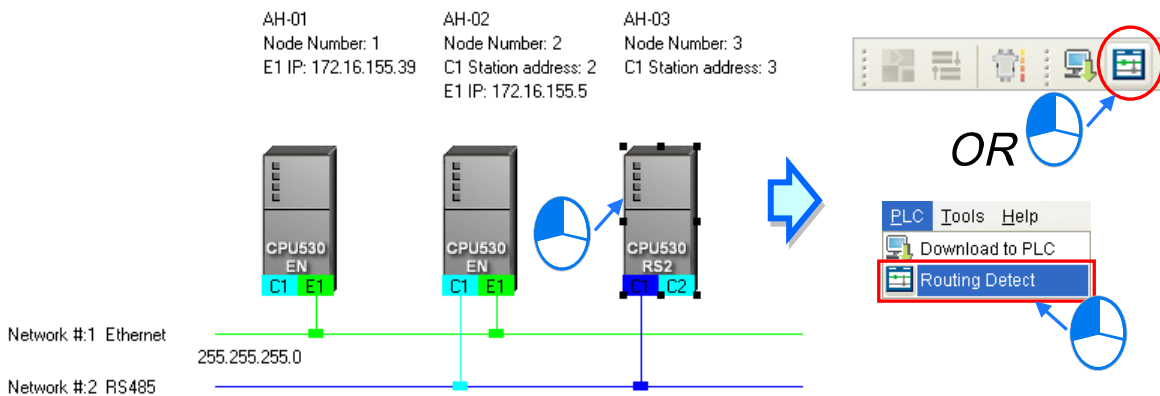 AH-01
Node Number: 1
E1 IP: 172.16.155.39
AH-02
Node Number: 2
C1 Station address: 2
E1 IP: 172.16.155.5
AH-03
Node Number: 3
C1 Station address: 3
OR
CPU530
EN
C1 E1
CPU530
EN
C1 E1
CPU530
RS2
C1 C2
PLC Tools Help
Download to PLC
Routing Detect
Network #:1 Ethernet
255.255.255.0
Network #:2 RS485